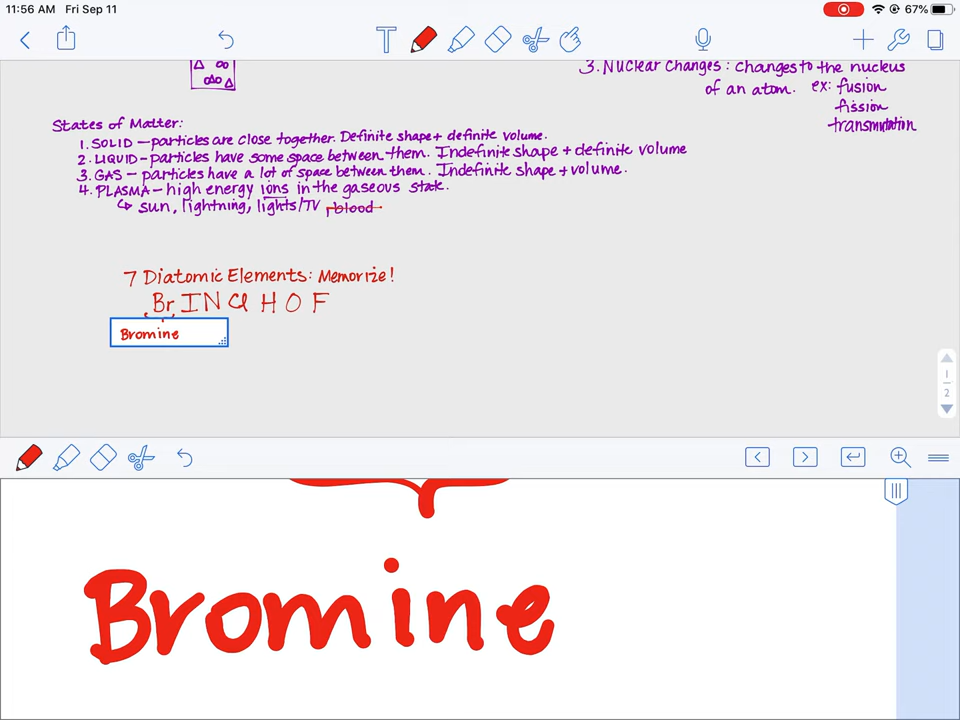 11:56 AM Fri Sep 11
67%
3. Nuclear Changes: Changes to the nucleus
of an atom. ex: fusion
fission
transmutation
States of Matter:
1. SOLID — particles are close together. Definite shape + definite volume.
2. LIQUID — particles have some space between them. Indefinite shape + definite volume
3. GAS — particles have a lot of space between them. Indefinite shape + volume.
4. PLASMA — high energy ions in the gaseous state.
↳ sun, lightning, lights/TV blood
7 Diatomic Elements: Memorize!
Br I N Cl H O F
Bromine
1
2
Bromine